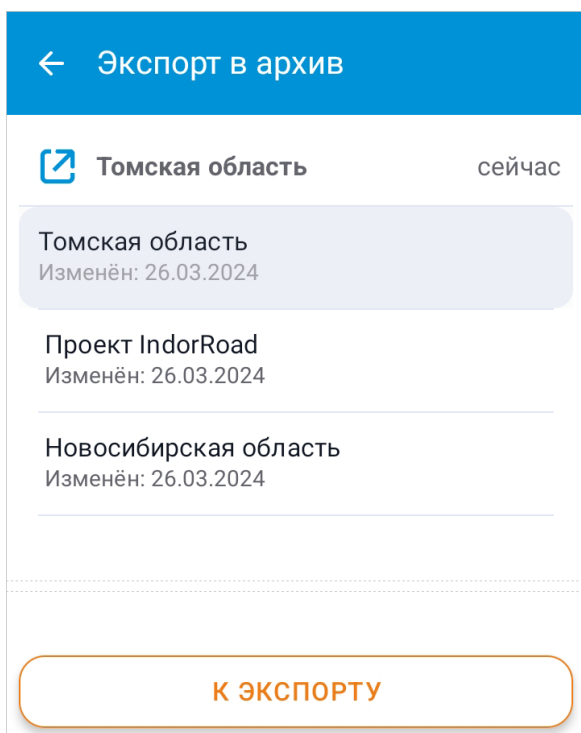 Экспорт в архив
Томская область сейчас
Томская область
Изменён: 26.03.2024
Проект IndorRoad
Изменён: 26.03.2024
Новосибирская область
Изменён: 26.03.2024
К ЭКСПОРТУ